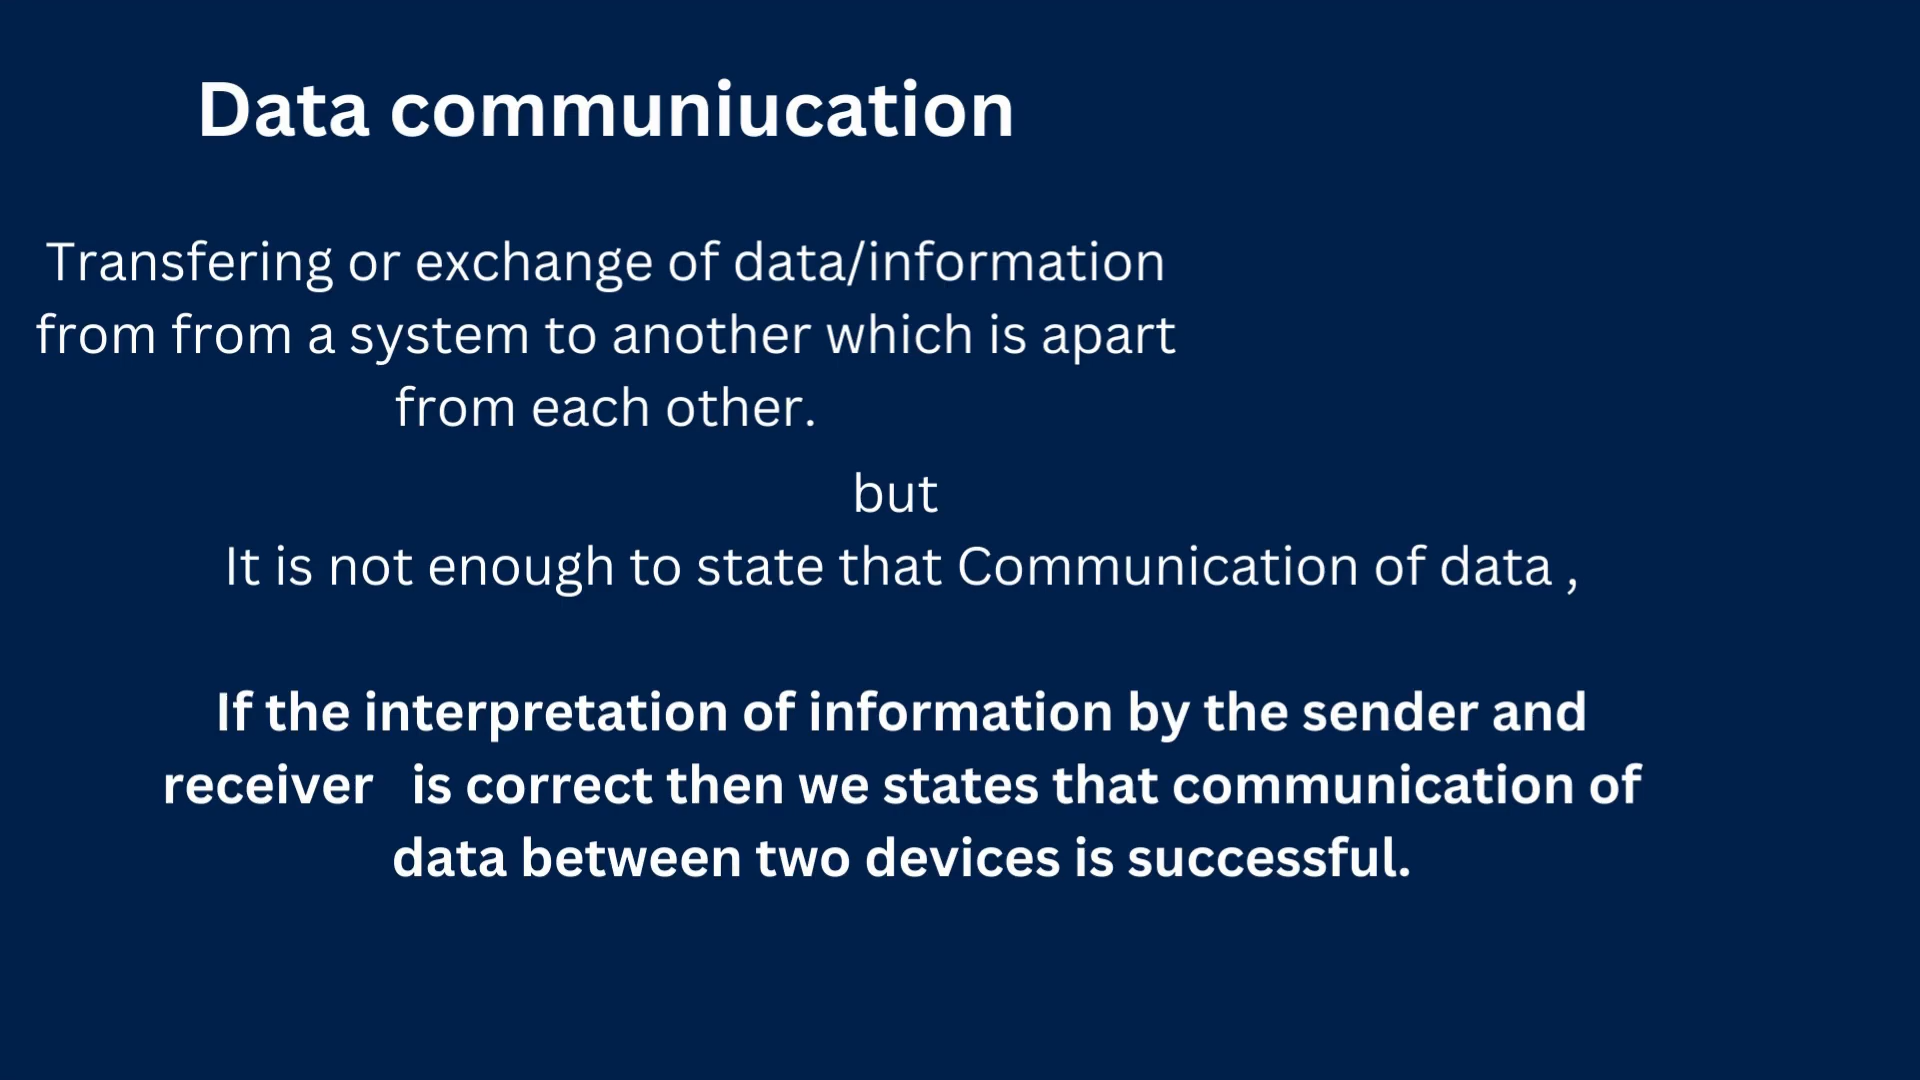 Data communiucation
Transfering or exchange of data/information
from from a system to another which is apart
from each other.
but
It is not enough to state that Communication of data ,
If the interpretation of information by the sender and
receiver   is correct then we states that communication of
data between two devices is successful.